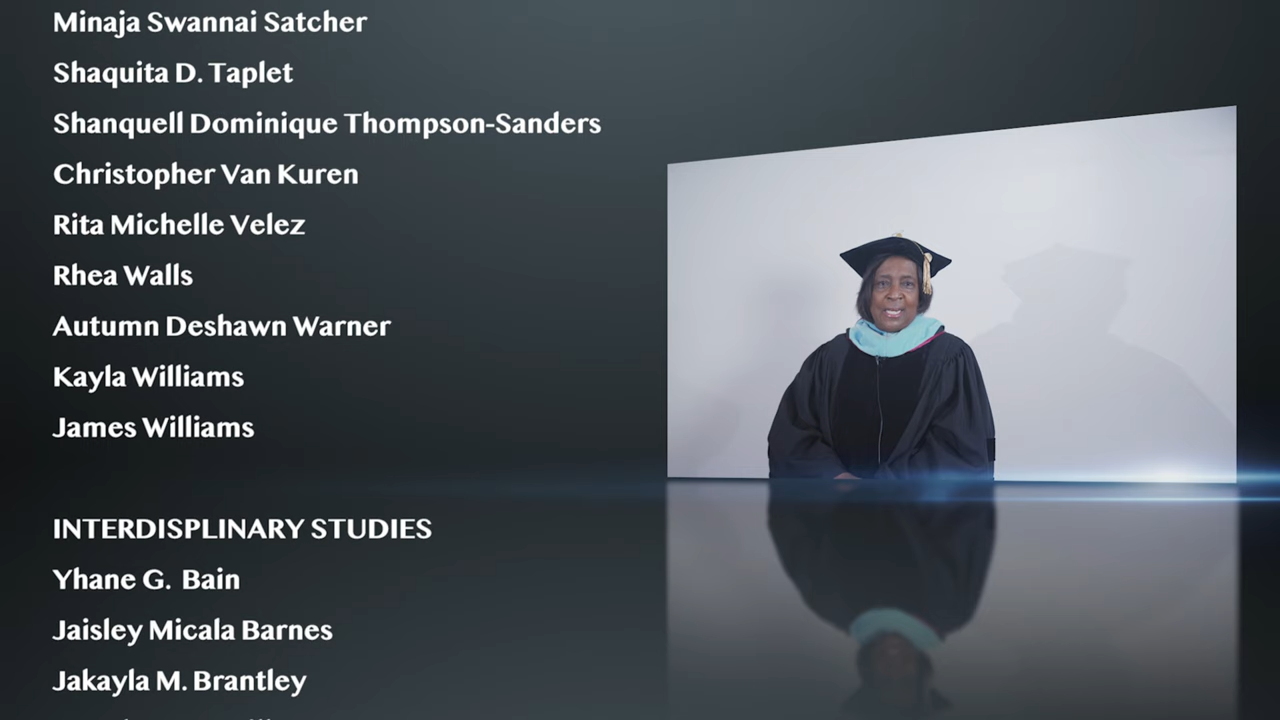 Minaja Swannai Satcher
Shaquita D. Taplet
Shanquell Dominique Thompson-Sanders
Christopher Van Kuren
Rita Michelle Velez
Rhea Walls
Autumn Deshawn Warner
Kayla Williams
James Williams
INTERDISPLINARY STUDIES
Yhane G. Bain
Jaisley Micala Barnes
Jakayla M. Brantley